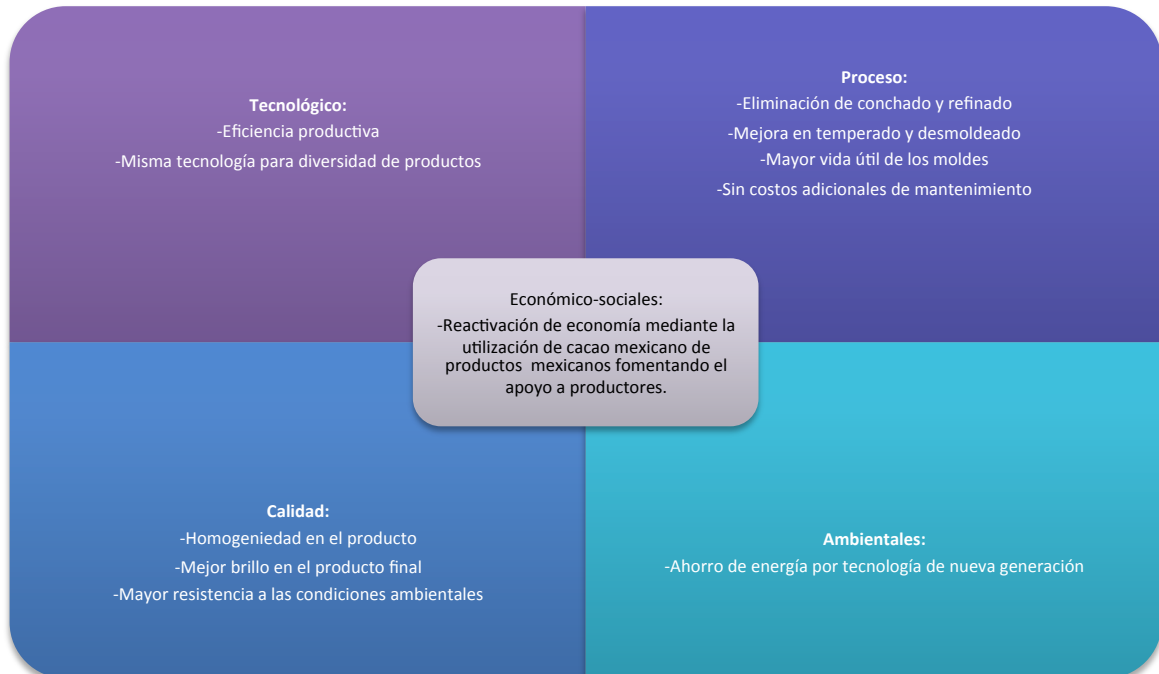 Tecnológico:
-Eficiencia productiva
-Misma tecnología para diversidad de productos
Proceso:
-Eliminación de conchado y refinado
-Mejora en temperado y desmoldeado
-Mayor vida útil de los moldes
-Sin costos adicionales de mantenimiento
Económico-sociales:
-Reactivación de economía mediante la
utilización de cacao mexicano de
productos  mexicanos fomentando el
apoyo a productores.
Calidad:
-Homogeniedad en el producto
-Mejor brillo en el producto final
-Mayor resistencia a las condiciones ambientales
Ambientales:
-Ahorro de energía por tecnología de nueva generación